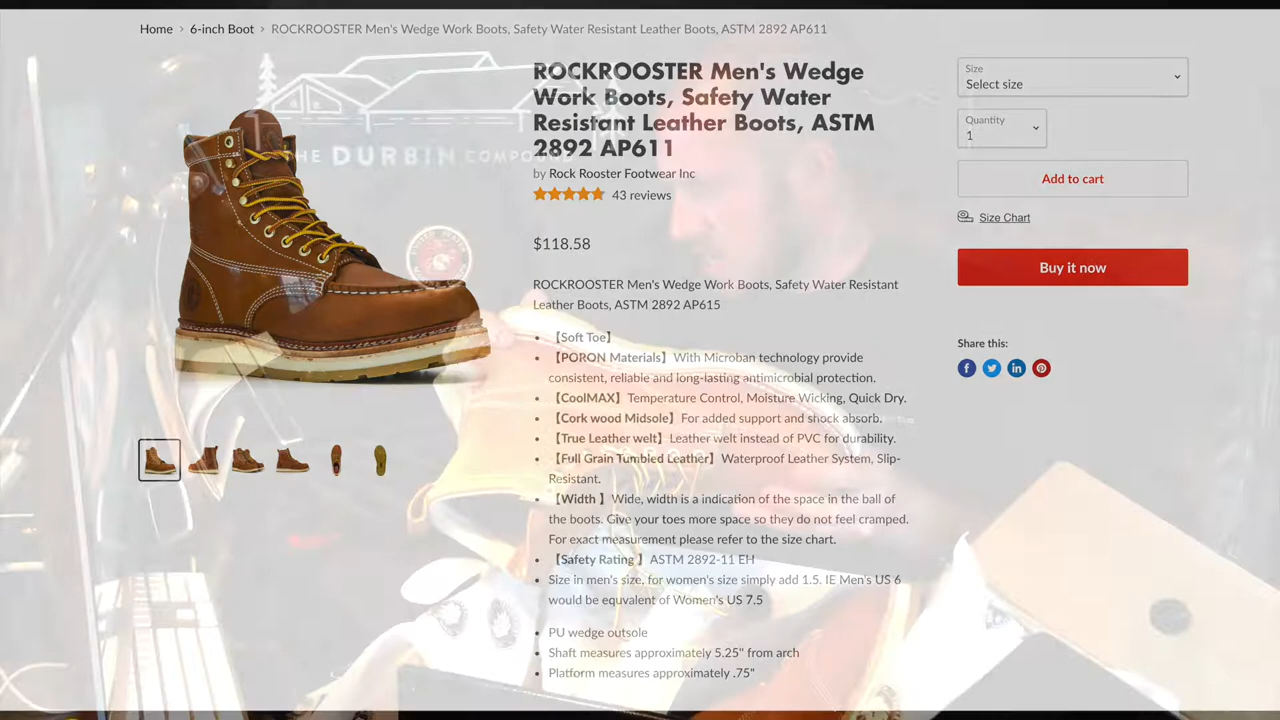 Home > 6-inch Boot > ROCKROOSTER Men's Wedge Work Boots, Safety Water Resistant Leather Boots, ASTM 2892 AP611
THE DURBIN COMPOUND
ROCKROOSTER Men's Wedge
Work Boots, Safety Water
Resistant Leather Boots, ASTM
2892 AP611
by Rock Rooster Footwear Inc
43 reviews
$118.58
ROCKROOSTER Men's Wedge Work Boots, Safety Water Resistant
Leather Boots, ASTM 2892 AP615
• 【Soft Toe】
• 【PORON Materials】With Microban technology provide
consistent, reliable and long-lasting antimicrobial protection.
• 【CoolMAX】Temperature Control, Moisture Wicking, Quick Dry.
• 【Cork wood Midsole】For added support and shock absorb.
• 【True Leather welt】Leather welt instead of PVC for durability.
• 【Full Grain Tumbled Leather】Waterproof Leather System, Slip-
Resistant.
• 【Width 】Wide, width is a indication of the space in the ball of
the boots. Give your toes more space so they do not feel cramped.
For exact measurement please refer to the size chart.
• 【Safety Rating 】ASTM 2892-11 EH
• Size in men's size, for women's size simply add 1.5. IE Men's US 6
would be equvalent of Women's US 7.5
• PU wedge outsole
• Shaft measures approximately 5.25" from arch
• Platform measures approximately .75"
Size
Select size
Quantity
1
Add to cart
Size Chart
Buy it now
Share this: